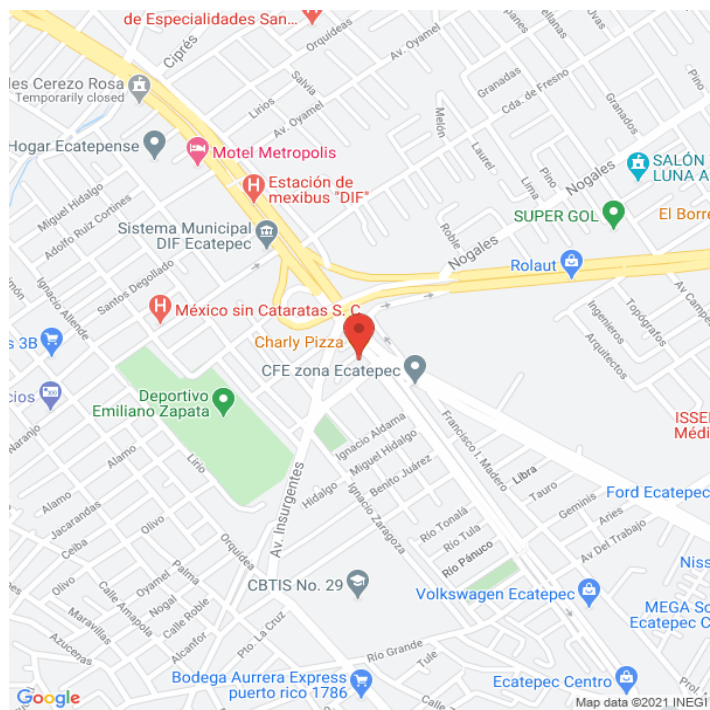 de Especialidades San...
Orquídeas
Ciprés
Av. Oyamel
Granadas
Cda. de Fresno
Pino
les Cerezo Rosa
Temporarily closed
Salvia
Lirios
Av. Oyamel
Melón
Granados
Hogar Ecatepense
Motel Metropolis
Laurel
Pino
Lima
Nogales
SALÓN
LUNA A
Estación de
mexibus "DIF"
Miguel Hidalgo
Adolfo Ruiz Cortines
Sistema Municipal
DIF Ecatepec
SUPER GOL
El Borre
Roble
Nogales
Rolaut
Santos Degollado
Ignacio Allende
México sin Cataratas S. C
Av Campe
Ingenieros
Topógrafos
Arquitectos
s 3B
Charly Pizza
CFE zona Ecatepec
Deportivo
Emiliano Zapata
cios
ISSE
Médi
Naranjo
Álamo
Lirio
Ignacio Aldama
Miguel Hidalgo
Benito Juárez
Hidalgo
Francisco I. Madero
Libra
Tauro
Geminis
Aries
Ford Ecatepec
Alamo
Jacarandas
Ceiba
Olivo
Olivo
Orquídea
Av. Insurgentes
Ignacio Zaragoza
Río Tonalá
Río Tula
Río Pánuco
Av Del Trabajo
Niss
Palma
Oyamel
Nogal
Calle Roble
Calle Amapola
Maravillas
Azucenas
Alcanfor
Pto. La Cruz
CBTIS No. 29
Volkswagen Ecatepec
MEGA So
Ecatepec C
Río Grande
Tule
Bodega Aurrera Express
puerto rico 1786
Ecatepec Centro
Prol.
Google
Map data ©2021 INEGI